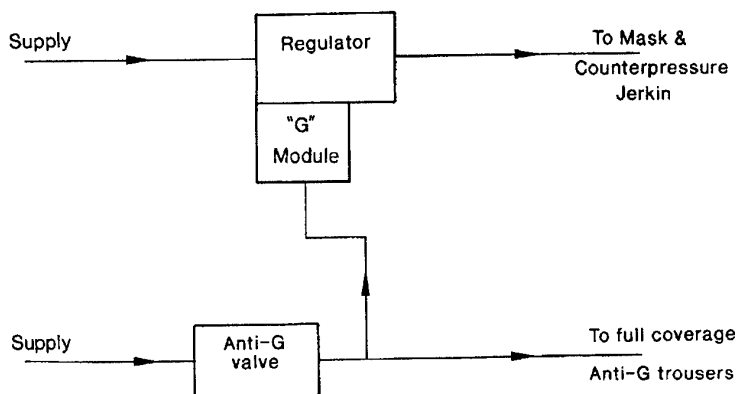 Supply
Regulator
To Mask &
Counterpressure
Jerkin
"G"
Module
Supply
Anti-G
valve
To full coverage
Anti-G trousers